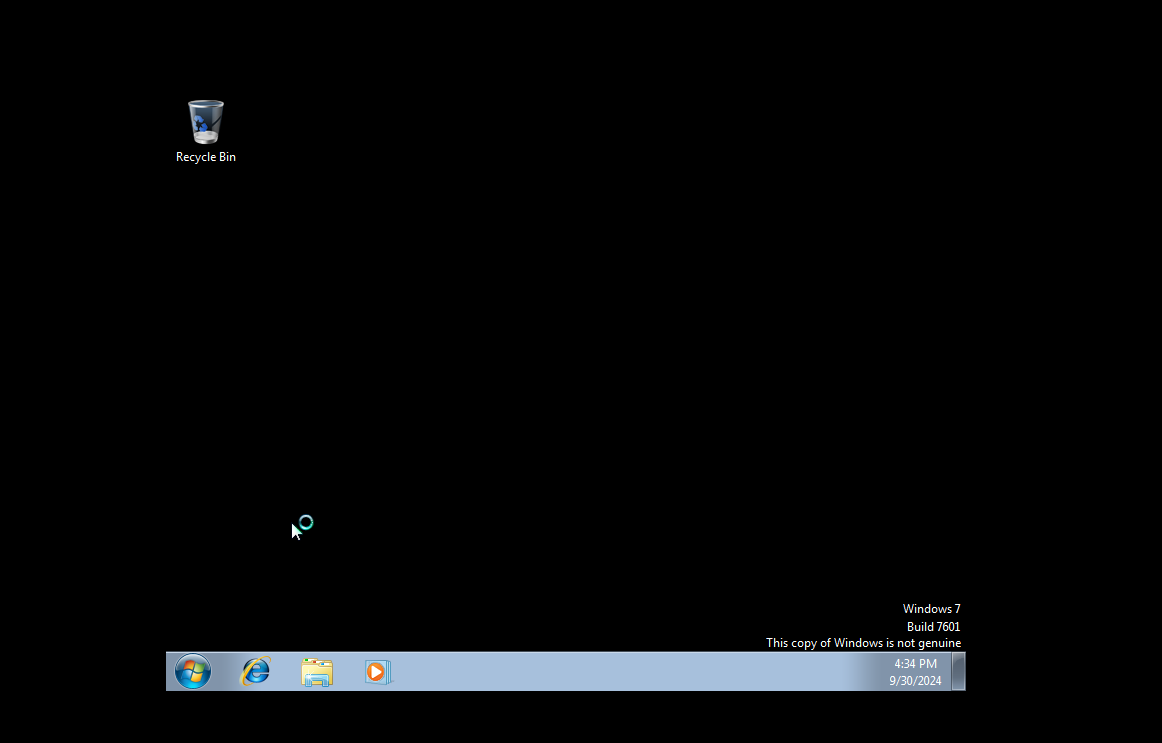 Recycle Bin
Windows 7
Build 7601
This copy of Windows is not genuine
4:34 PM
9/30/2024